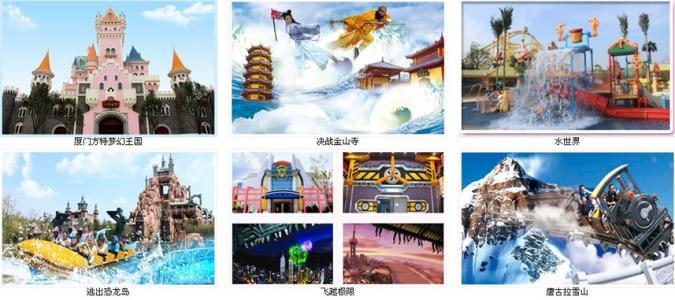 厦门方特梦幻王国
决战金山寺
水世界
逃出恐龙岛
飞越极限
唐古拉雪山